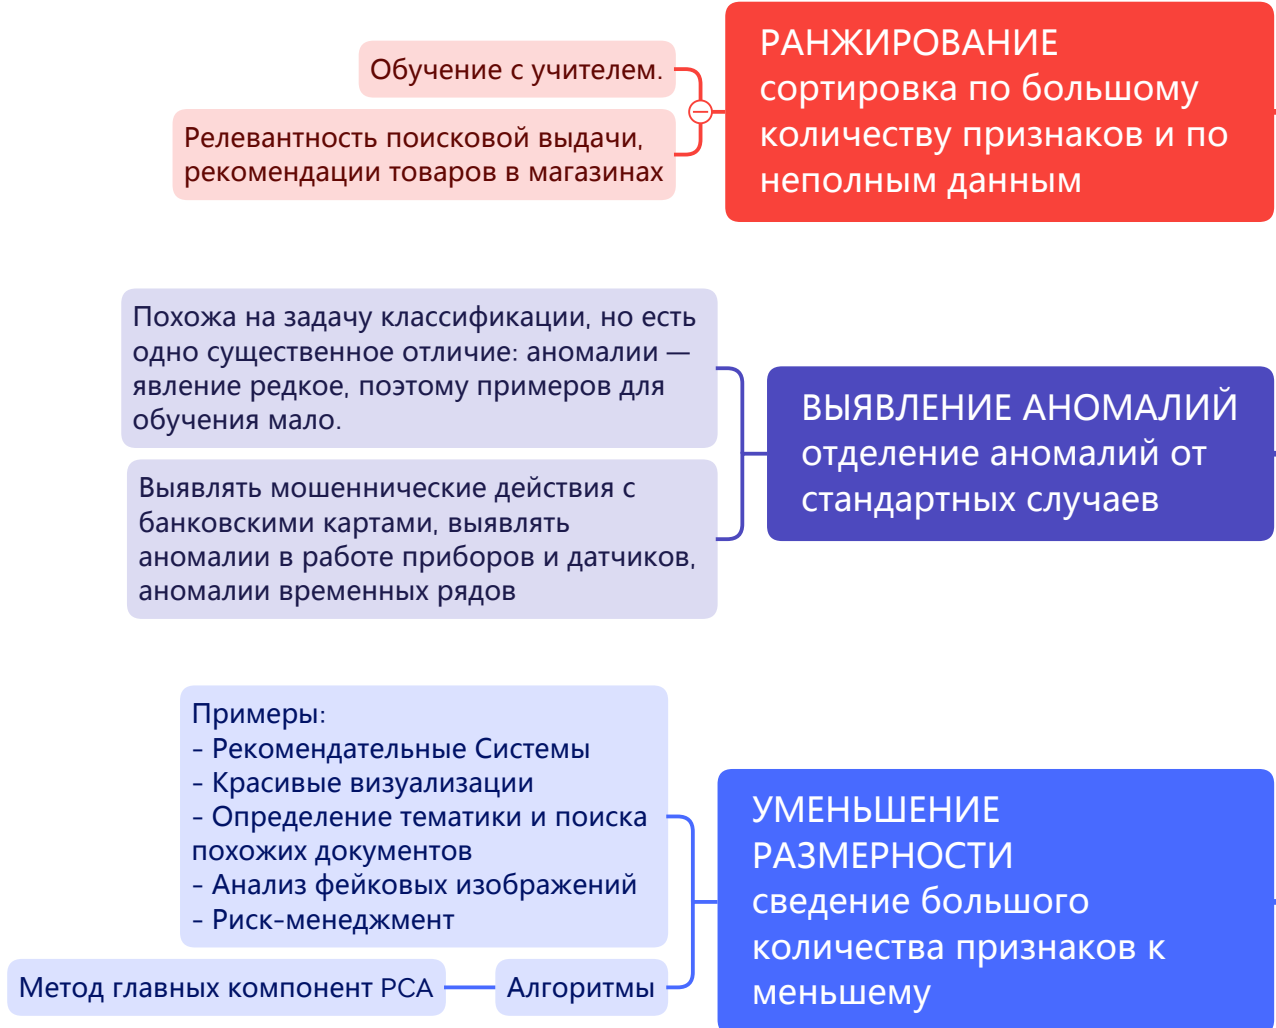 РАНЖИРОВАНИЕ
сортировка по большому
количеству признаков и по
неполным данным
Обучение с учителем.
Релевантность поисковой выдачи,
рекомендации товаров в магазинах
ВЫЯВЛЕНИЕ АНОМАЛИЙ
отделение аномалий от
стандартных случаев
Похожа на задачу классификации, но есть
одно существенное отличие: аномалии —
явление редкое, поэтому примеров для
обучения мало.
Выявлять мошеннические действия с
банковскими картами, выявлять
аномалии в работе приборов и датчиков,
аномалии временных рядов
УМЕНЬШЕНИЕ
РАЗМЕРНОСТИ
сведение большого
количества признаков к
меньшему
Примеры:
- Рекомендательные Системы
- Красивые визуализации
- Определение тематики и поиска
похожих документов
- Анализ фейковых изображений
- Риск-менеджмент
Алгоритмы
Метод главных компонент PCA